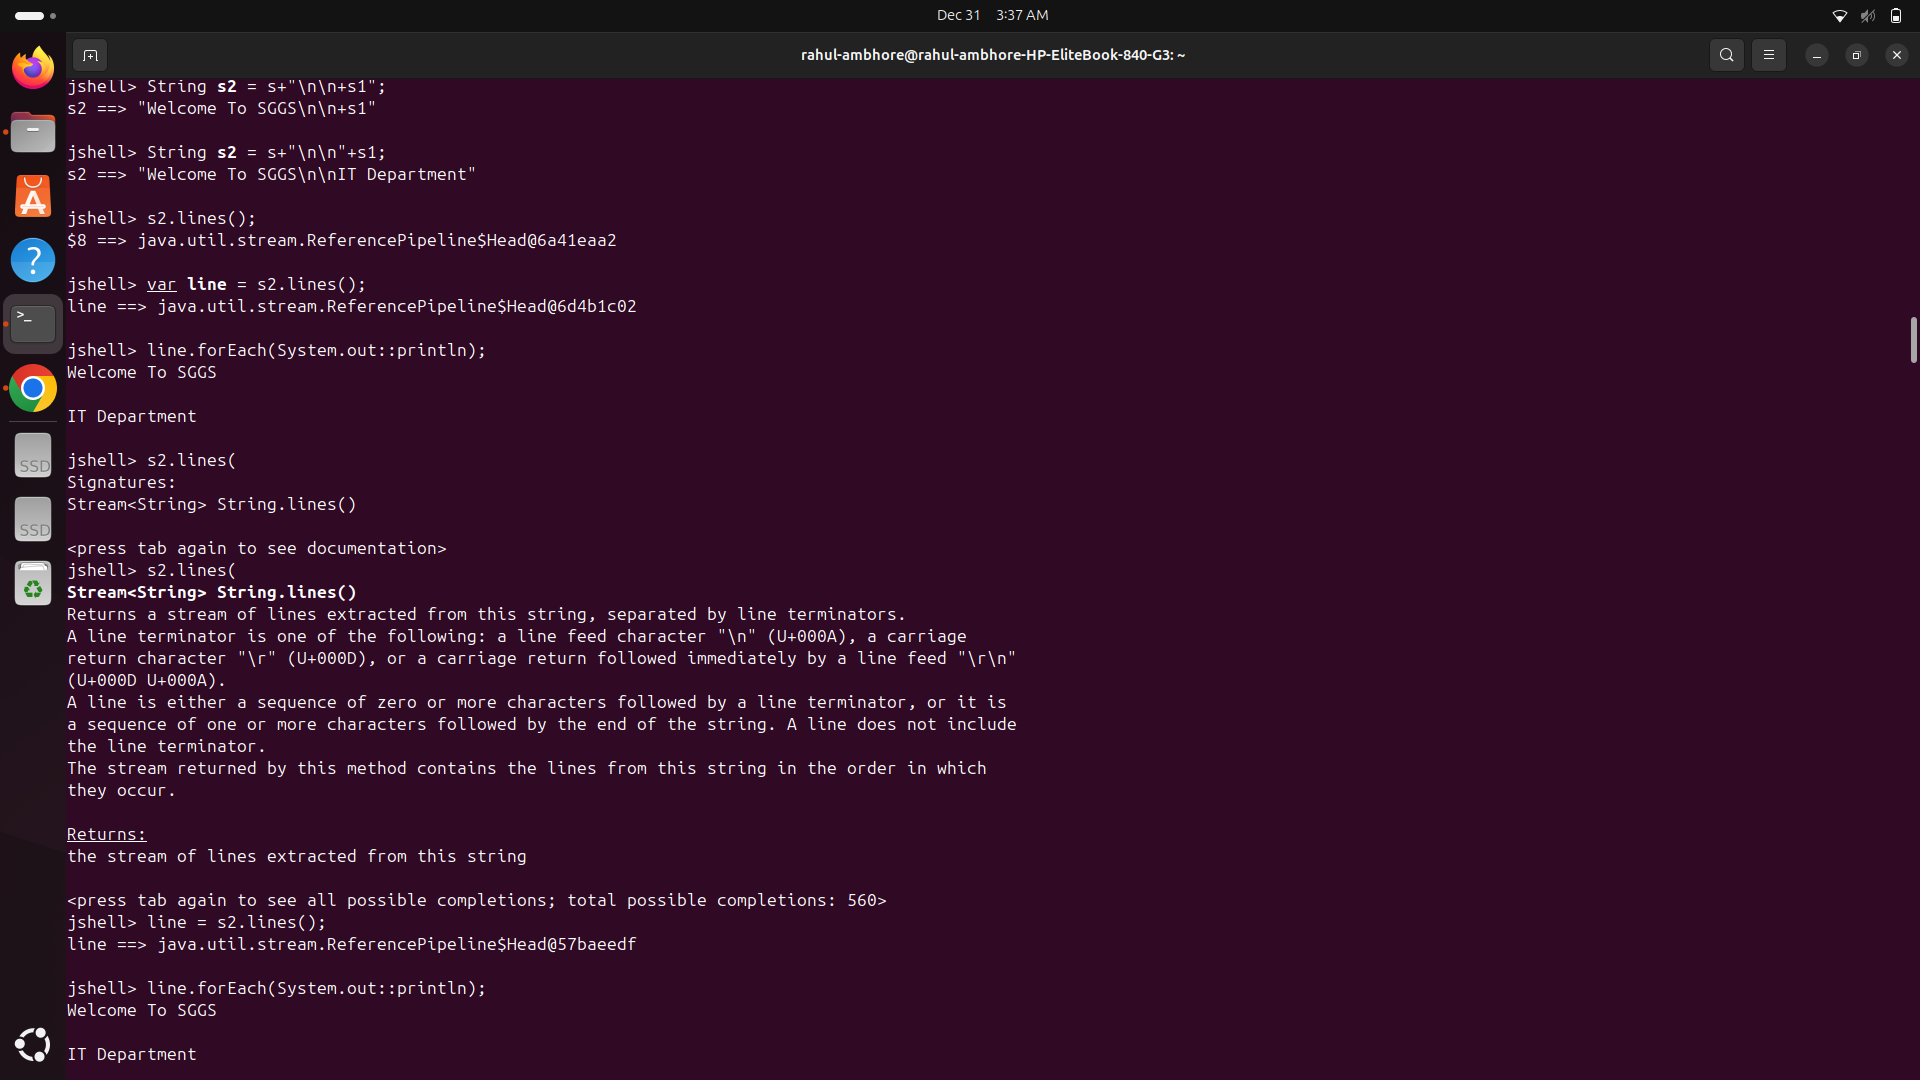 Dec 31 3:37 AM
rahul-ambhore@rahul-ambhore-HP-EliteBook-840-G3: ~
jshell> String s2 = s+"\n\n+s1";
s2 ==> "Welcome To SGGS\n\n+s1"
jshell> String s2 = s+"\n\n"+s1;
s2 ==> "Welcome To SGGS\n\nIT Department"
jshell> s2.lines();
$8 ==> java.util.stream.ReferencePipeline$Head@6a41eaa2
jshell> var line = s2.lines();
line ==> java.util.stream.ReferencePipeline$Head@6d4b1c02
jshell> line.forEach(System.out::println);
Welcome To SGGS
IT Department
jshell> s2.lines(
Signatures:
Stream<String> String.lines()
<press tab again to see documentation>
jshell> s2.lines(
Stream<String> String.lines()
Returns a stream of lines extracted from this string, separated by line terminators.
A line terminator is one of the following: a line feed character "\n" (U+000A), a carriage
return character "\r" (U+000D), or a carriage return followed immediately by a line feed "\r\n"
(U+000D U+000A).
A line is either a sequence of zero or more characters followed by a line terminator, or it is
a sequence of one or more characters followed by the end of the string. A line does not include
the line terminator.
The stream returned by this method contains the lines from this string in the order in which
they occur.
Returns:
the stream of lines extracted from this string
<press tab again to see all possible completions; total possible completions: 560>
jshell> line = s2.lines();
line ==> java.util.stream.ReferencePipeline$Head@57baeedf
jshell> line.forEach(System.out::println);
Welcome To SGGS
IT Department
SSD
SSD